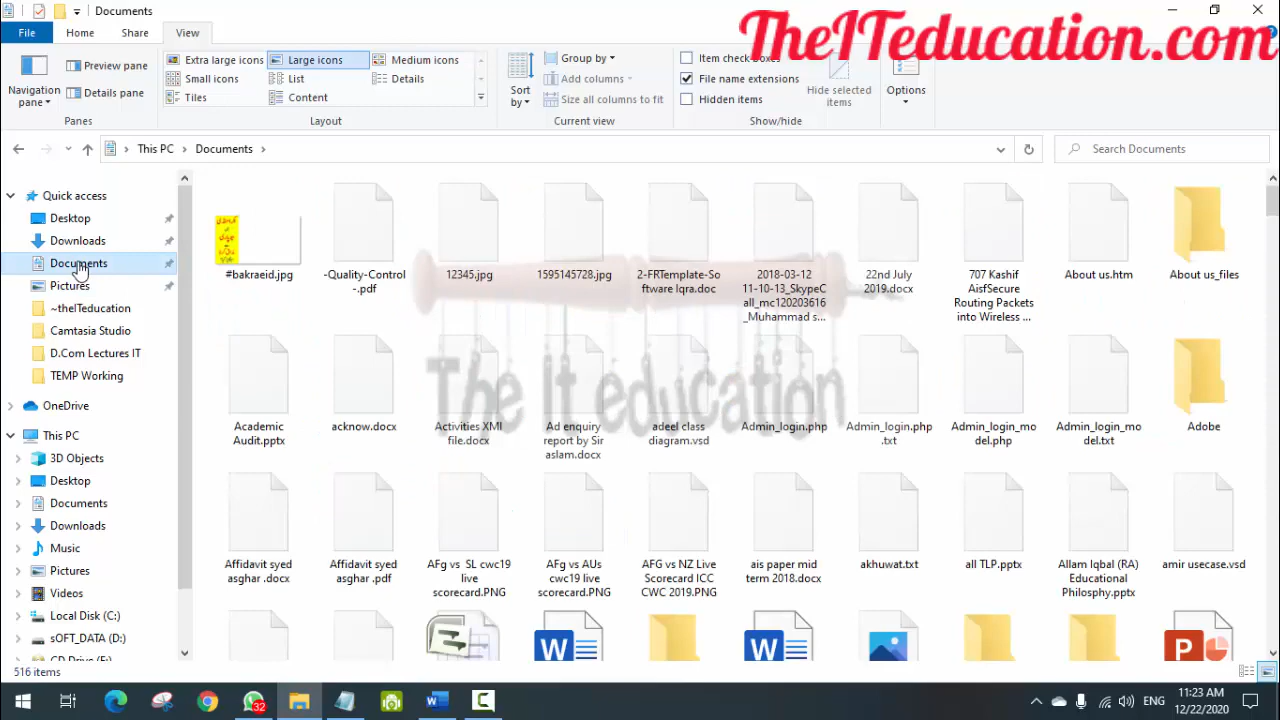 Documents
TheITeducation.com
File
Home
Share
View
Navigation pane
Preview pane
Details pane
Panes
Extra large icons
Large icons
Medium icons
Small icons
List
Details
Tiles
Content
Layout
Sort by
Group by
Add columns
Size all columns to fit
Current view
Item check boxes
File name extensions
Hidden items
Hide selected items
Show/hide
Options
This PC > Documents >
Search Documents
Quick access
Desktop
Downloads
Documents
Pictures
~theITeducation
Camtasia Studio
D.Com Lectures IT
TEMP Working
OneDrive
This PC
3D Objects
Desktop
Documents
Downloads
Music
Pictures
Videos
Local Disk (C:)
sOFT_DATA (D:)
#bakraeid.jpg
-Quality-Control
-.pdf
12345.jpg
1595145728.jpg
2-FRTemplate-So
ftware Iqra.doc
2018-03-12
11-10-13_SkypeC
all_mc120203616
_Muhammad s...
22nd July
2019.docx
707 Kashif
AisfSecure
Routing Packets
into Wireless ...
About us.htm
About us_files
The It education
Academic
Audit.pptx
acknow.docx
Activities XMl
file.docx
Ad enquiry
report by Sir
aslam.docx
adeel class
diagram.vsd
Admin_login.php
Admin_login.php
.txt
Admin_login_mo
del.php
Admin_login_mo
del.txt
Adobe
Affidavit syed
asghar .docx
Affidavit syed
asghar .pdf
AFg vs SL cwc19
live
scorecard.PNG
AFg vs AUs
cwc19 live
scorecard.PNG
AFG vs NZ Live
Scorecard ICC
CWC 2019.PNG
ais paper mid
term 2018.docx
akhuwat.txt
all TLP.pptx
Allam Iqbal (RA)
Educational
Philosphy.pptx
amir usecase.vsd
516 items
32
ENG
11:23 AM
12/22/2020